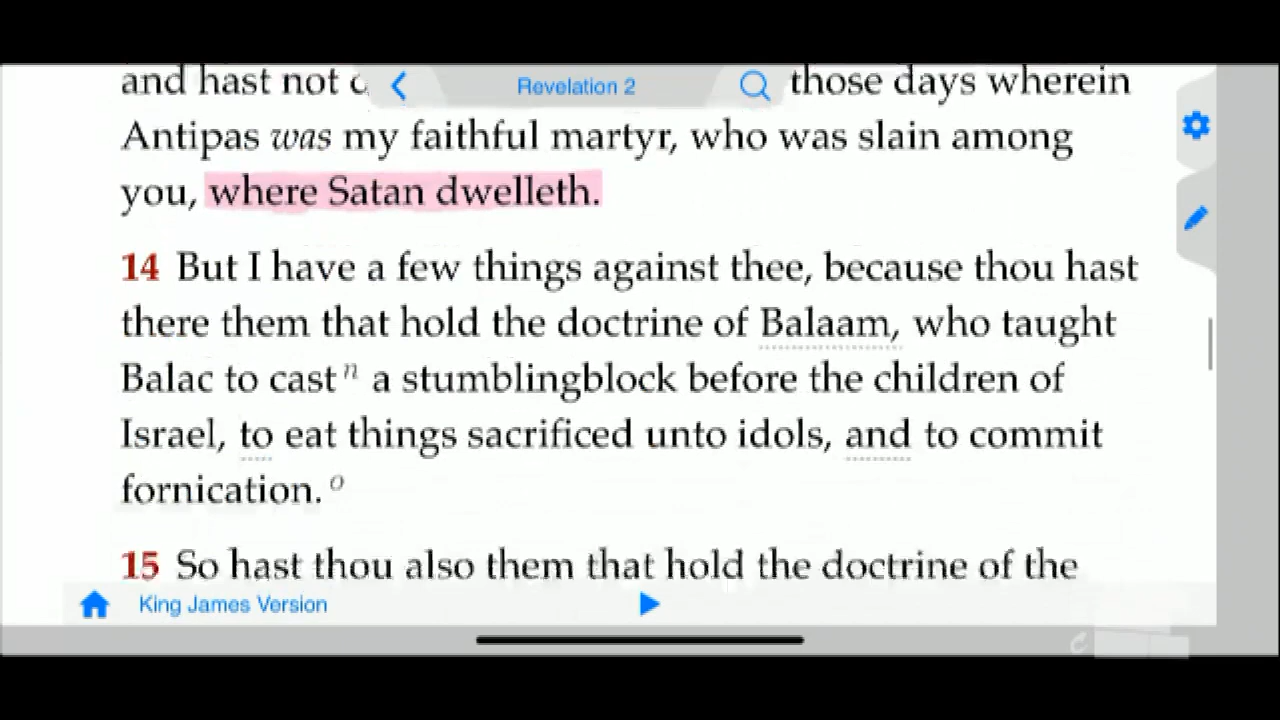 and hast not
Revelation 2
those days wherein
Antipas was my faithful martyr, who was slain among
you, where Satan dwelleth.
14 But I have a few things against thee, because thou hast
there them that hold the doctrine of Balaam, who taught
Balac to cast n a stumblingblock before the children of
Israel, to eat things sacrificed unto idols, and to commit
fornication. o
15 So hast thou also them that hold the doctrine of the
King James Version